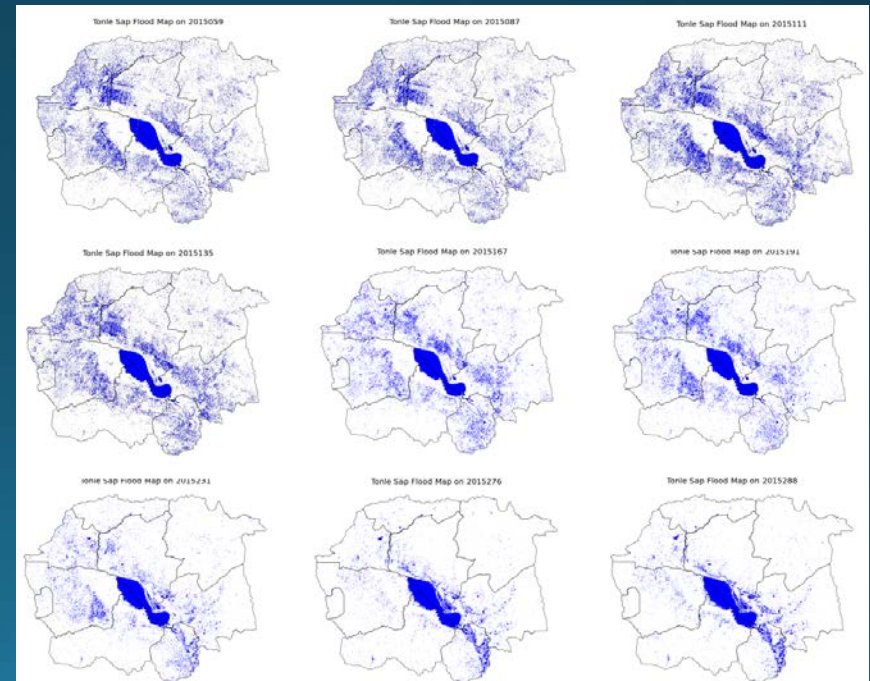 Tonle Sap Flood Map on 2015059
Tonle Sap Flood Map on 2015087
Tonle Sap Flood Map on 2015111
Tonle Sap Flood Map on 2015135
Tonle Sap Flood Map on 2015167
Tonle Sap Flood Map on 2015191
Tonle Sap Flood Map on 2015231
Tonle Sap Flood Map on 2015276
Tonle Sap Flood Map on 2015288